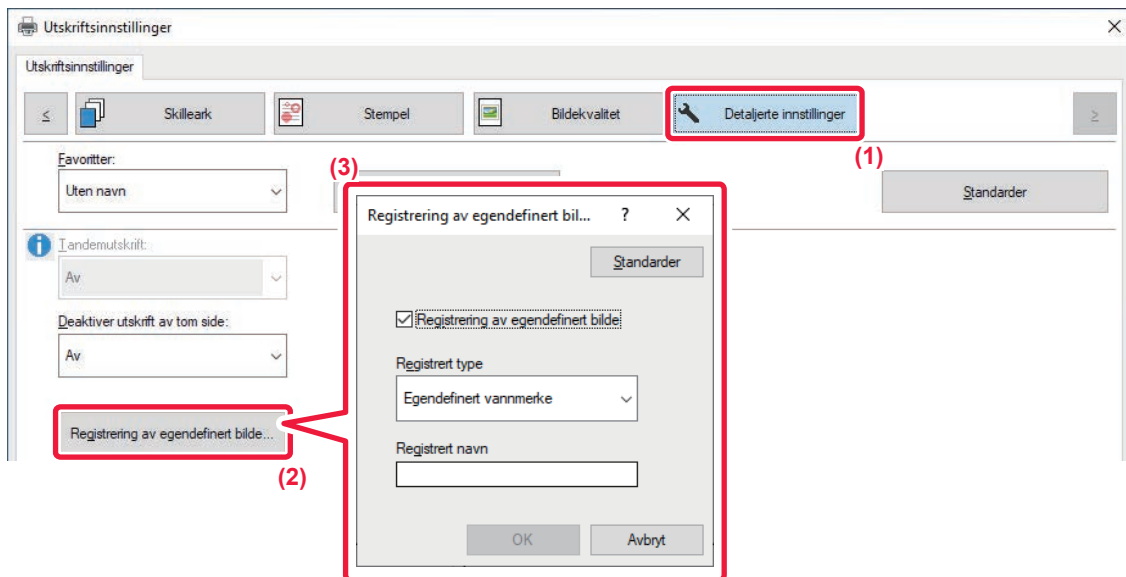 Utskriftsinnstillinger
Utskriftsinnstillinger
<
Skilleark
Stempel
Bildekvalitet
Detaljerte innstillinger
>
(1)
Favoritter:
(3)
Uten navn
Standarder
Registrering av egendefinert bil... ?
Standarder
Tandemutskrift:
Av
Deaktiver utskrift av tom side:
Av
Registrering av egendefinert bilde
Registrert type
Egendefinert vannmerke
Registrering av egendefinert bilde...
(2)
Registrert navn
OK
Avbryt